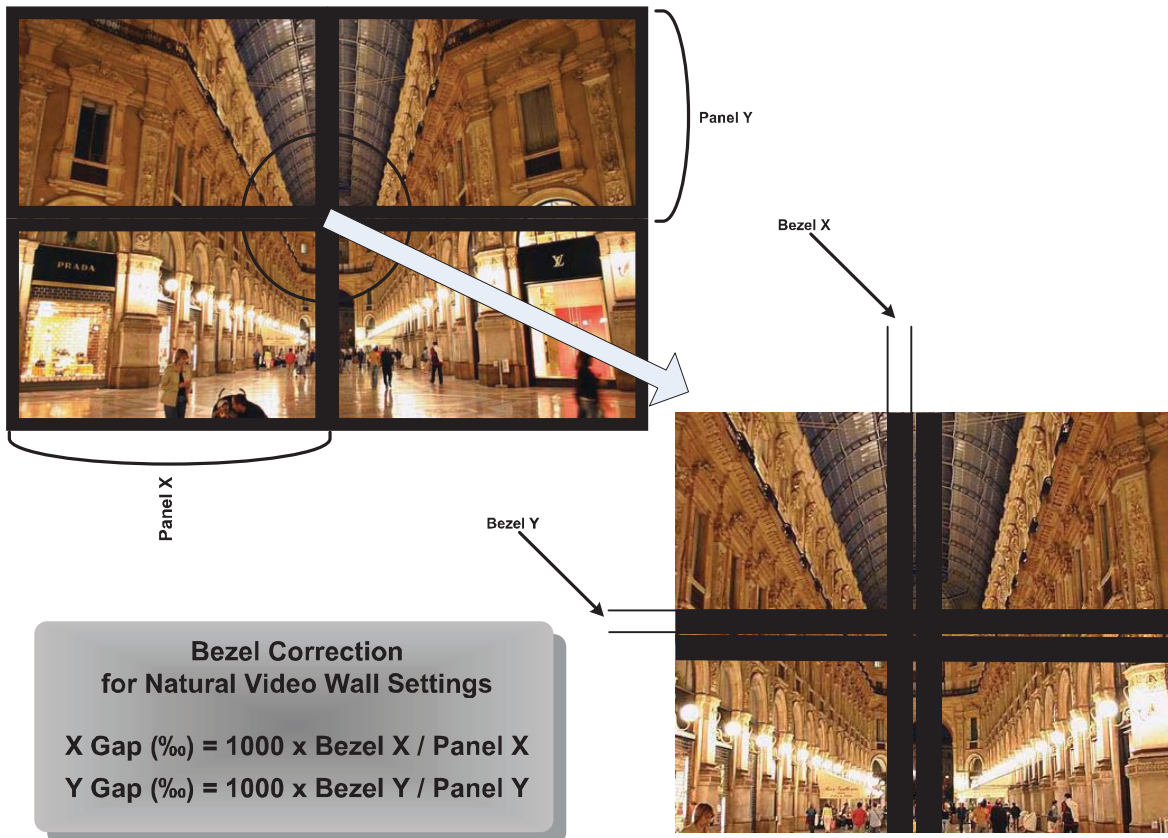 Panel Y
PRADA
Bezel X
Panel X
Bezel Y
Bezel Correction
for Natural Video Wall Settings
X Gap (‰) = 1000 x Bezel X / Panel X
Y Gap (‰) = 1000 x Bezel Y / Panel Y